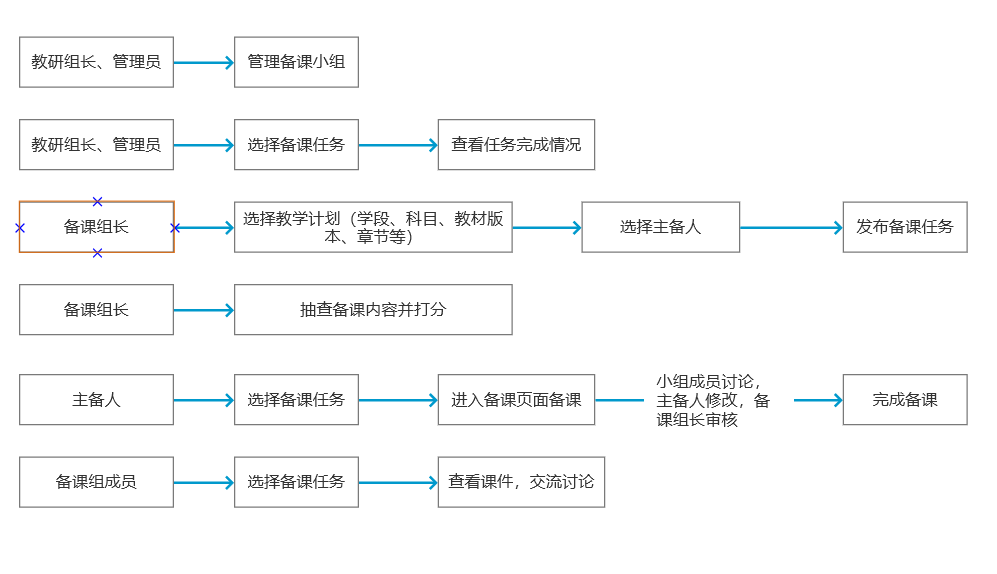 教研组长、管理员
管理备课小组
教研组长、管理员
选择备课任务
查看任务完成情况
备课组长
选择教学计划（学段、科目、教材版
本、章节等）
选择主备人
发布备课任务
备课组长
抽查备课内容并打分
主备人
选择备课任务
进入备课页面备课
小组成员讨论，
主备人修改，备
课组长审核
完成备课
备课组成员
选择备课任务
查看课件，交流讨论